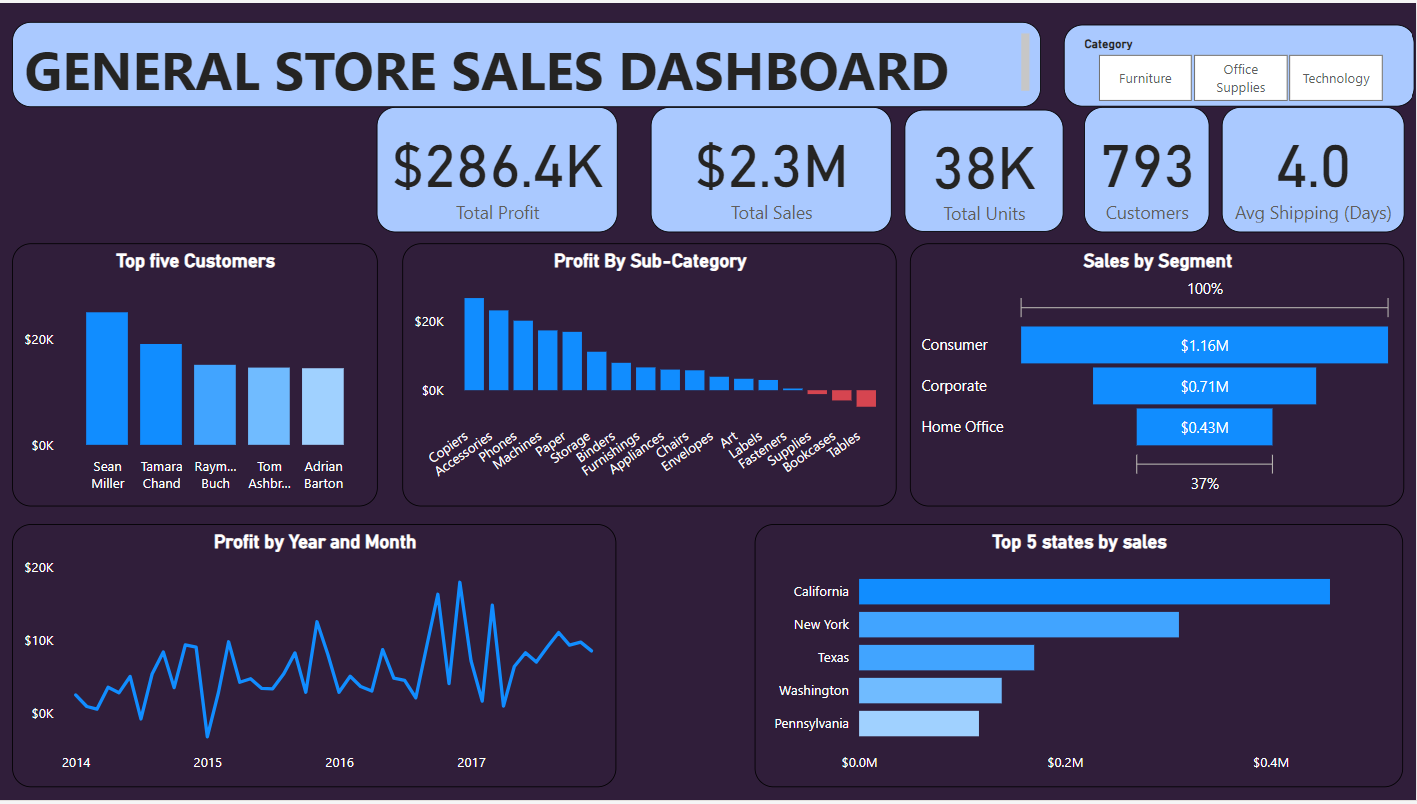 GENERAL STORE SALES DASHBOARD
Category
Furniture
Office
Supplies
Technology
$286.4K
Total Profit
$2.3M
Total Sales
38K
Total Units
793
Customers
4.0
Avg Shipping (Days)
Top five Customers
$20K
$0K
Sean
Miller
Tamara
Chand
Raym...
Buch
Tom
Ashbr...
Adrian
Barton
Profit By Sub-Category
$20K
$0K
Copiers
Accessories
Phones
Machines
Paper
Storage
Binders
Furnishings
Appliances
Chairs
Envelopes
Art
Labels
Fasteners
Supplies
Bookcases
Tables
Sales by Segment
100%
Consumer
$1.16M
Corporate
$0.71M
Home Office
$0.43M
37%
Profit by Year and Month
$20K
$10K
$0K
2014
2015
2016
2017
Top 5 states by sales
California
New York
Texas
Washington
Pennsylvania
$0.0M
$0.2M
$0.4M